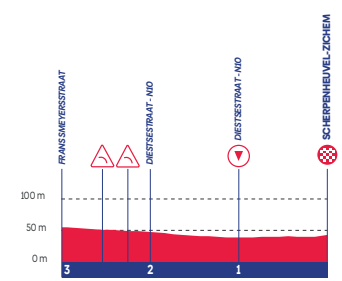 FRANS SMEYERSSTRAAT
DIESTSESTRAAT - N10
DIESTSESTRAAT - N10
SCHERPENHEUVEL-ZICHEM
100 m
50 m
0 m
3
2
1